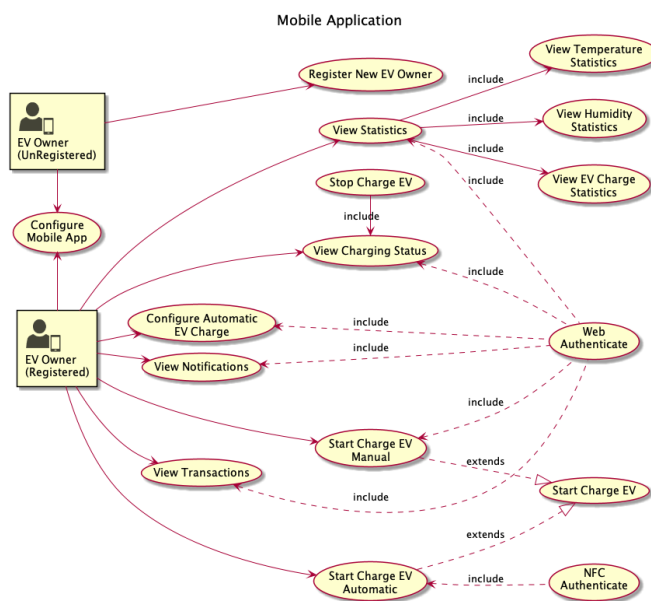 Mobile Application
View Temperature
Statistics
include
Register New EV Owner
include
View Humidity
Statistics
View Statistics
include
EV Owner
(UnRegistered)
include
View EV Charge
Statistics
Stop Charge EV
include
Configure
Mobile App
View Charging Status
include
Configure Automatic
EV Charge
include
Web
Authenticate
include
EV Owner
(Registered)
View Notifications
include
Start Charge EV
Manual
extends
View Transactions
include
Start Charge EV
extends
Start Charge EV
Automatic
include
NFC
Authenticate